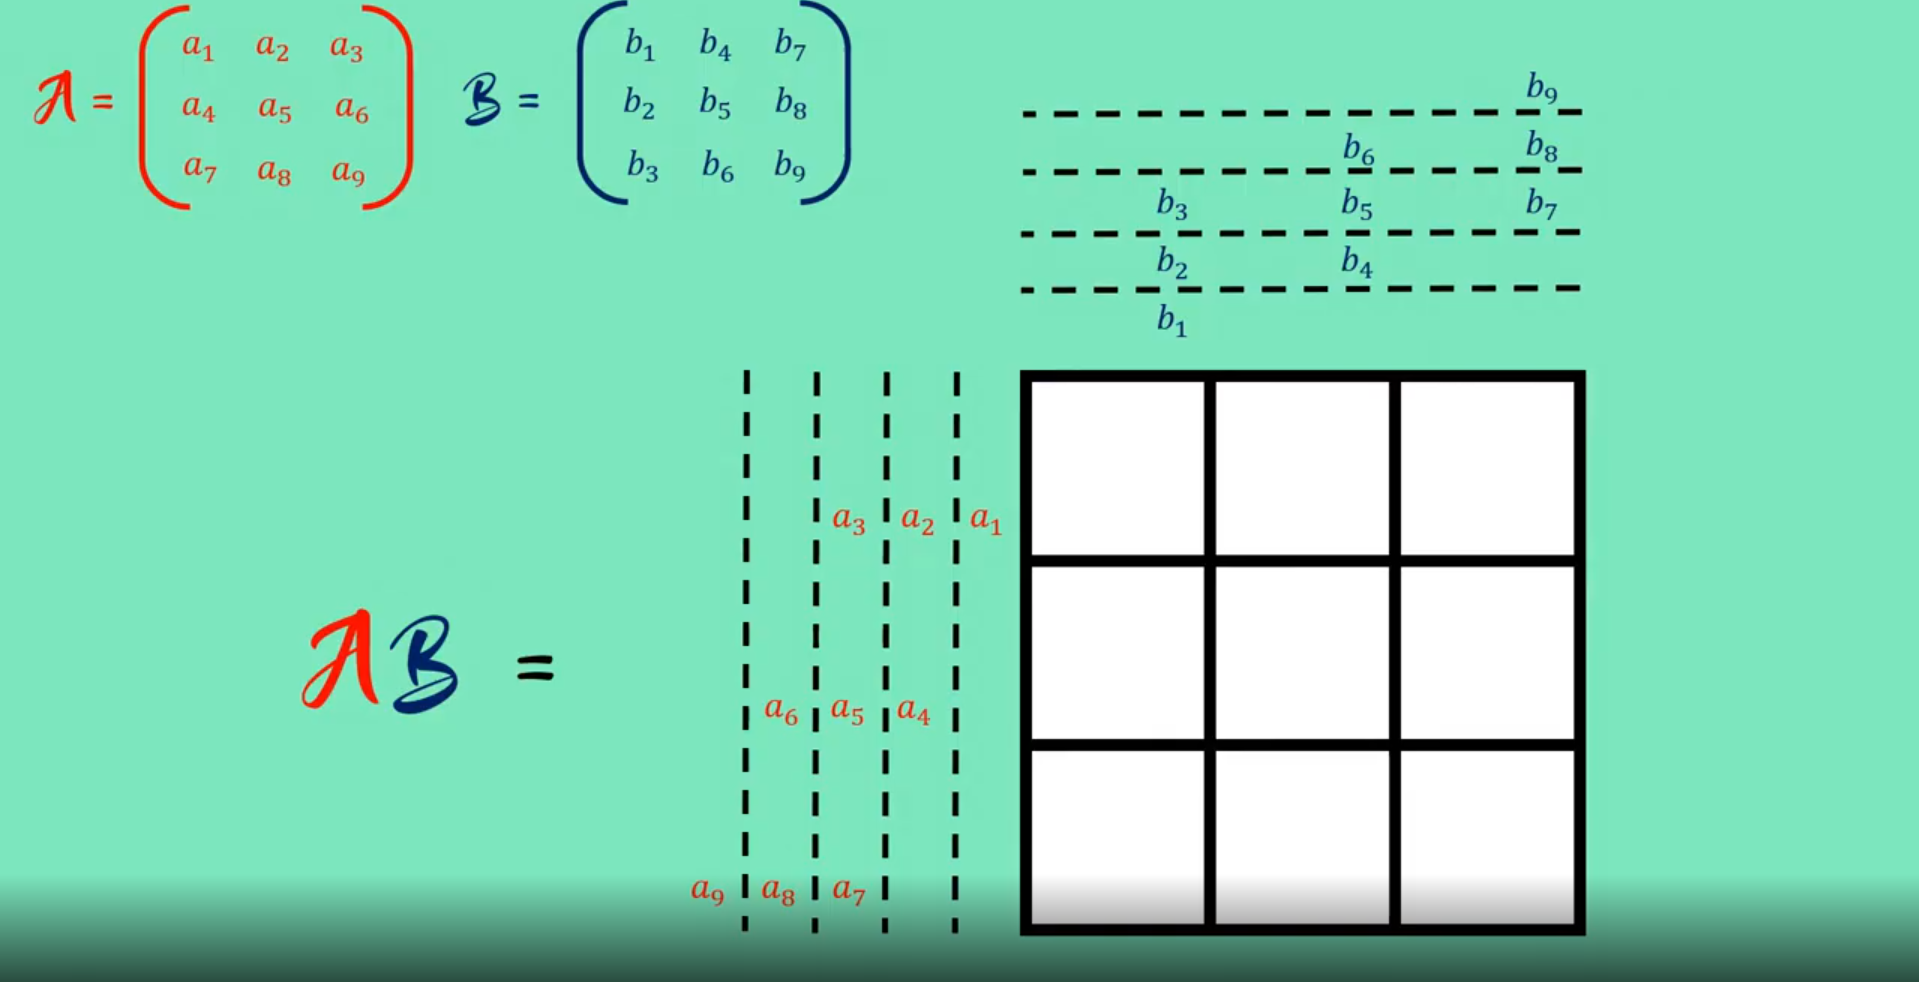 A = a₁ a₂ a₃ B = b₁ b₄ b₇
a₄ a₅ a₆ b₂ b₅ b₈
a₇ a₈ a₉ b₃ b₆ b₉
b₉
b₆ b₈
b₃ b₅ b₇
b₂ b₄
b₁
a₃ a₂ a₁
AB =
a₆ a₅ a₄
a₉ a₈ a₇